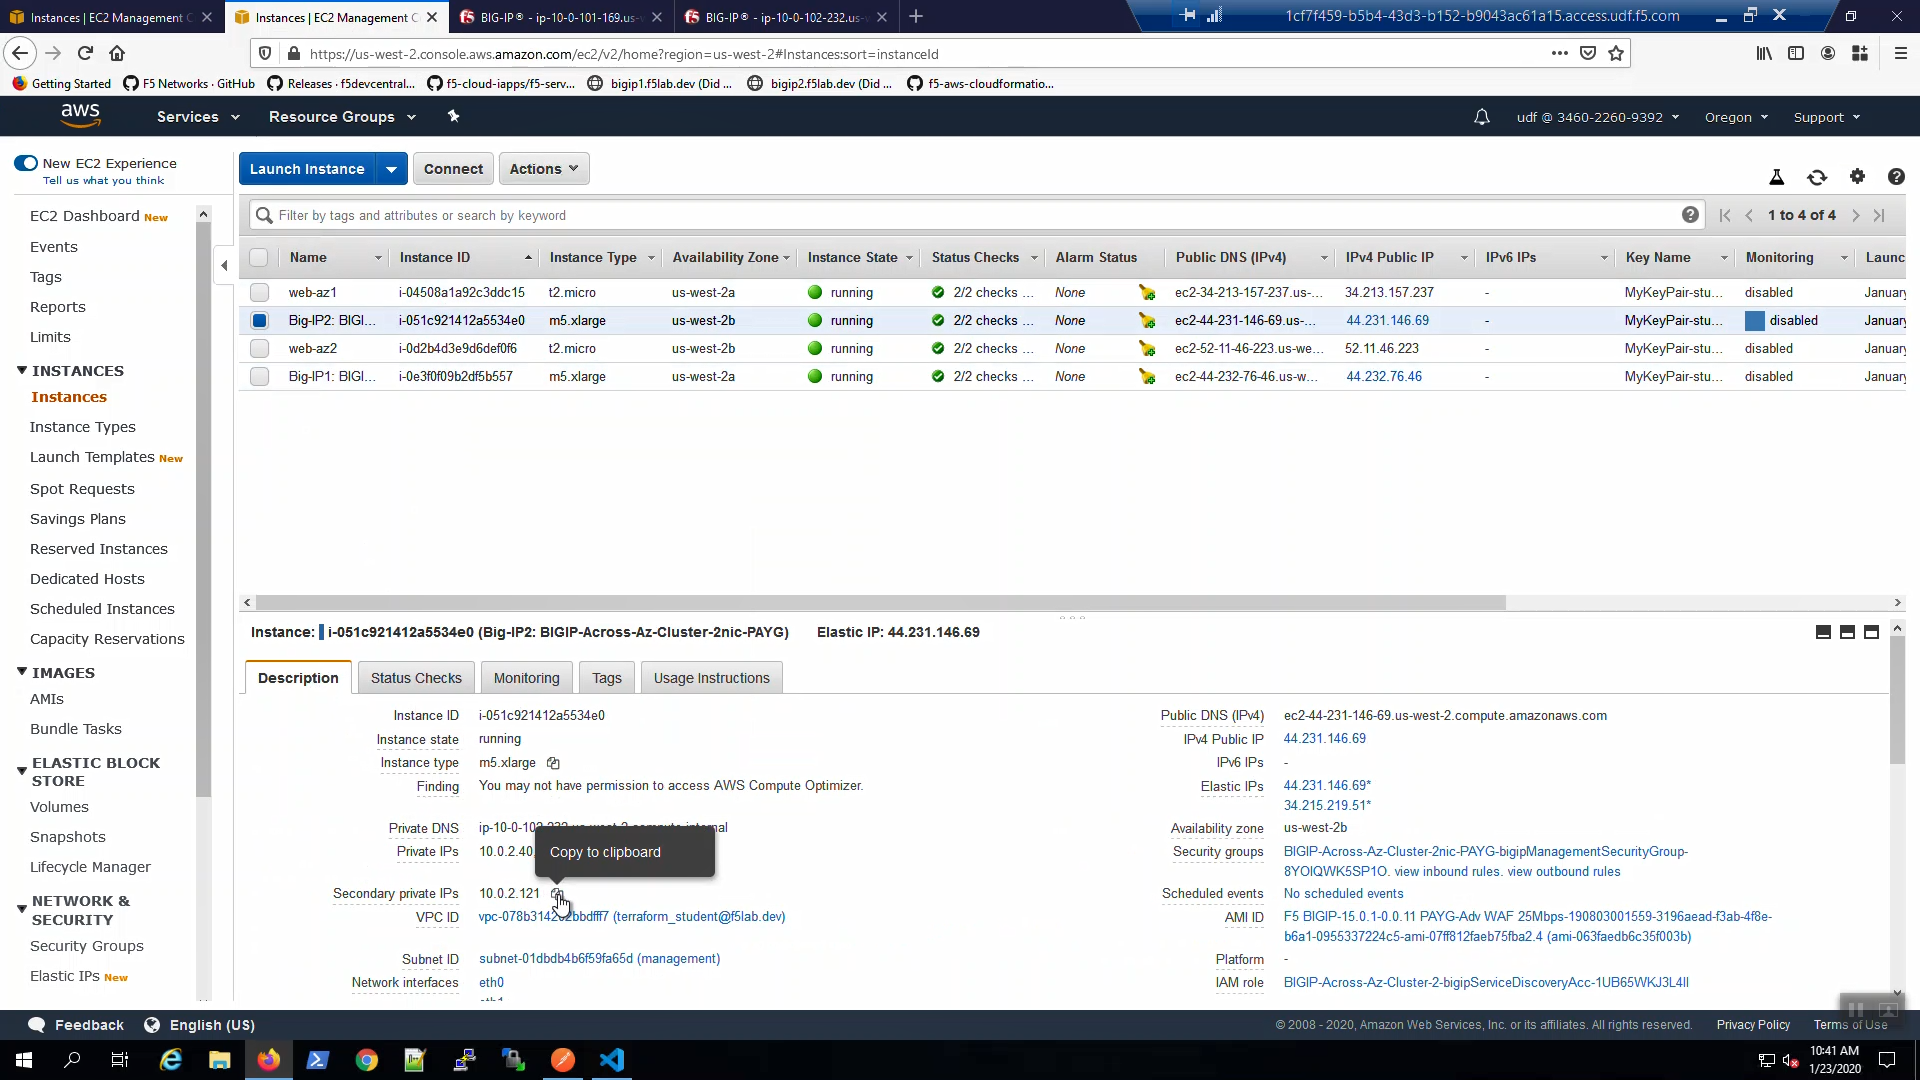 Instances | EC2 Management C
Instances | EC2 Management C
BIG-IP® - ip-10-0-101-169.us-w
BIG-IP® - ip-10-0-102-232.us-w
1cf7f459-b5b4-43d3-b152-b9043ac61a15.access.udf.f5.com
https://us-west-2.console.aws.amazon.com/ec2/v2/home?region=us-west-2#Instances:sort=instanceId
Getting Started
F5 Networks · GitHub
Releases · f5devcentral...
f5-cloud-iapps/f5-serv...
bigip1.f5lab.dev (Did ...
bigip2.f5lab.dev (Did ...
f5-aws-cloudformatio...
aws
Services
Resource Groups
udf @ 3460-2260-9392
Oregon
Support
New EC2 Experience
Tell us what you think
EC2 Dashboard New
Events
Tags
Reports
Limits
INSTANCES
Instances
Instance Types
Launch Templates New
Spot Requests
Savings Plans
Reserved Instances
Dedicated Hosts
Scheduled Instances
Capacity Reservations
IMAGES
AMIs
Bundle Tasks
ELASTIC BLOCK
STORE
Volumes
Snapshots
Lifecycle Manager
NETWORK &
SECURITY
Security Groups
Elastic IPs New
Launch Instance
Connect
Actions
Filter by tags and attributes or search by keyword
1 to 4 of 4
Name Instance ID Instance Type Availability Zone Instance State Status Checks Alarm Status Public DNS (IPv4) IPv4 Public IP IPv6 IPs Key Name Monitoring Launc
web-az1 i-04508a1a92c3ddc15 t2.micro us-west-2a running 2/2 checks ... None ec2-34-213-157-237.us-... 34.213.157.237 - MyKeyPair-stu... disabled January
Big-IP2: BIGI... i-051c921412a5534e0 m5.xlarge us-west-2b running 2/2 checks ... None ec2-44-231-146-69.us-... 44.231.146.69 - MyKeyPair-stu... disabled January
web-az2 i-0d2b4d3e9d6def0f6 t2.micro us-west-2b running 2/2 checks ... None ec2-52-11-46-223.us-we... 52.11.46.223 - MyKeyPair-stu... disabled January
Big-IP1: BIGI... i-0e3f0f09b2df5b557 m5.xlarge us-west-2a running 2/2 checks ... None ec2-44-232-76-46.us-w... 44.232.76.46 - MyKeyPair-stu... disabled January
Instance: i-051c921412a5534e0 (Big-IP2: BIGIP-Across-Az-Cluster-2nic-PAYG) Elastic IP: 44.231.146.69
Description
Status Checks
Monitoring
Tags
Usage Instructions
Instance ID i-051c921412a5534e0
Instance state running
Instance type m5.xlarge
Finding You may not have permission to access AWS Compute Optimizer.
Private DNS
Private IPs 10.0.2.40,
Copy to clipboard
Secondary private IPs 10.0.2.121
VPC ID (terraform_student@f5lab.dev)
Subnet ID subnet-01dbdb4b6f59fa65d (management)
Network interfaces eth0
eth1
Public DNS (IPv4) ec2-44-231-146-69.us-west-2.compute.amazonaws.com
IPv4 Public IP 44.231.146.69
IPv6 IPs -
Elastic IPs 44.231.146.69*
34.215.219.51*
Availability zone us-west-2b
Security groups BIGIP-Across-Az-Cluster-2nic-PAYG-bigipManagementSecurityGroup-
8YOIQWK5SP1O. view inbound rules. view outbound rules
Scheduled events No scheduled events
AMI ID F5 BIGIP-15.0.1-0.0.11 PAYG-Adv WAF 25Mbps-190803001559-3196aead-f3ab-4f8e-
b6a1-0955337224c5-ami-07ff812faeb75fba2.4 (ami-063faedb6c35f003b)
Platform -
IAM role BIGIP-Across-Az-Cluster-2-bigipServiceDiscoveryAcc-1UB65WKJ3L4II
Feedback
English (US)
© 2008 - 2020, Amazon Web Services, Inc. or its affiliates. All rights reserved.
Privacy Policy
Terms of Use
10:41 AM
1/23/2020